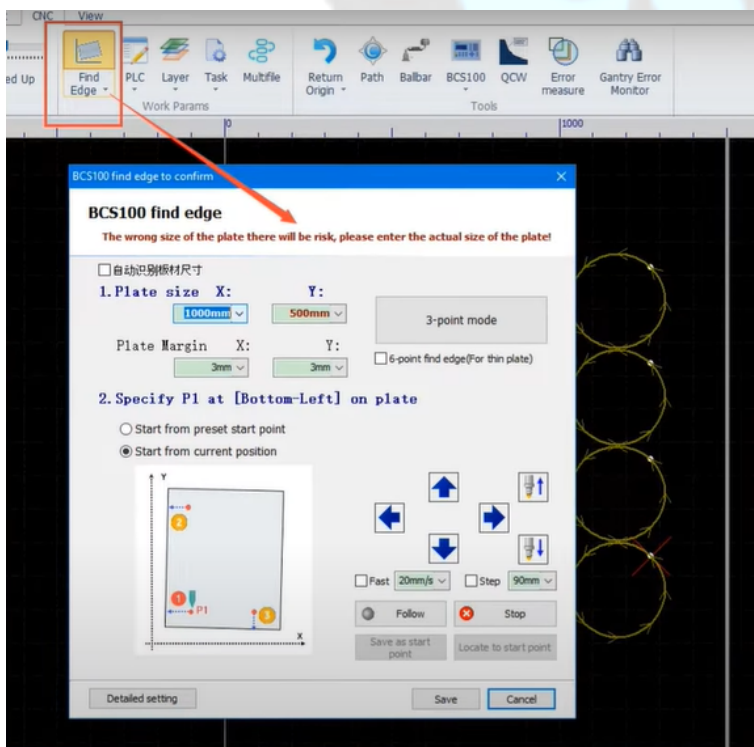 CNC View
ed Up
Find Edge
PLC
Layer
Task
Multifile
Return Origin
Path
Ballbar
BCS100
QCW
Error measure
Gantry Error Monitor
Work Params
Tools
0
1000
BCS100 find edge to confirm
BCS100 find edge
The wrong size of the plate there will be risk, please enter the actual size of the plate!
自动识别板材尺寸
1.Plate size X: Y:
1000mm 500mm
3-point mode
Plate Margin X: Y:
3mm 3mm
6-point find edge(For thin plate)
2.Specify P1 at [Bottom-Left] on plate
Start from preset start point
Start from current position
Y
2
1 P1
3
X
Fast 20mm/s Step 90mm
Follow Stop
Save as start point
Locate to start point
Detailed setting Save Cancel